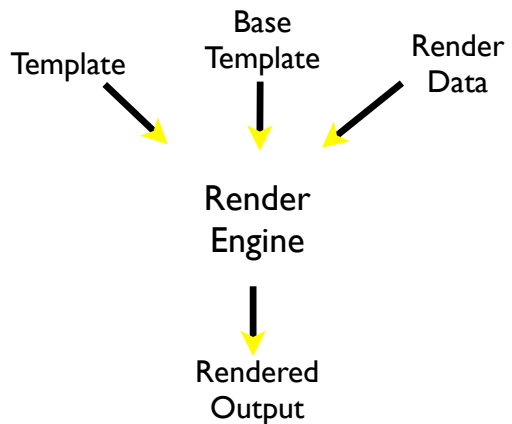 Template
Base
Template
Render
Data
Render
Engine
Rendered
Output